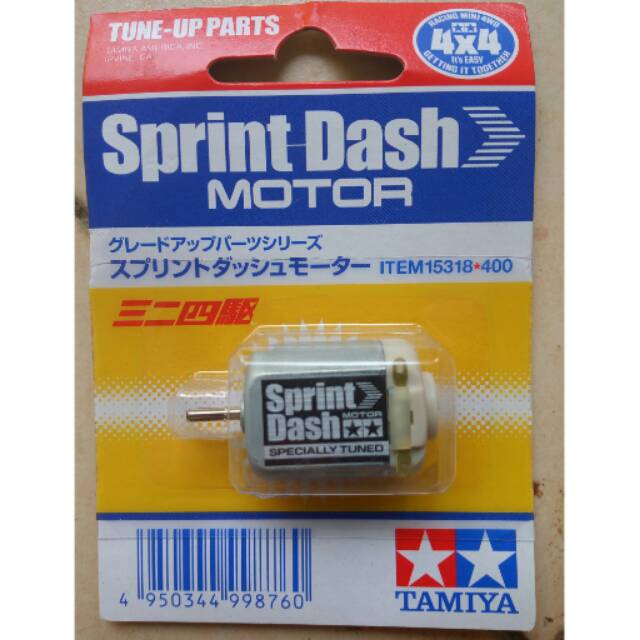 TUNE-UP PARTS
TAMIYA AMERICA, INC.
IRVINE, CA
RACING MINI 4WD
4x4
It's EASY
GETTING IT TOGETHER
Sprint Dash
MOTOR
グレードアップパーツシリーズ
スプリントダッシュモーター ITEM 15318★400
ミニ四駆
Sprint
Dash MOTOR
SPECIALLY TUNED
4 950344 998760
TAMIYA